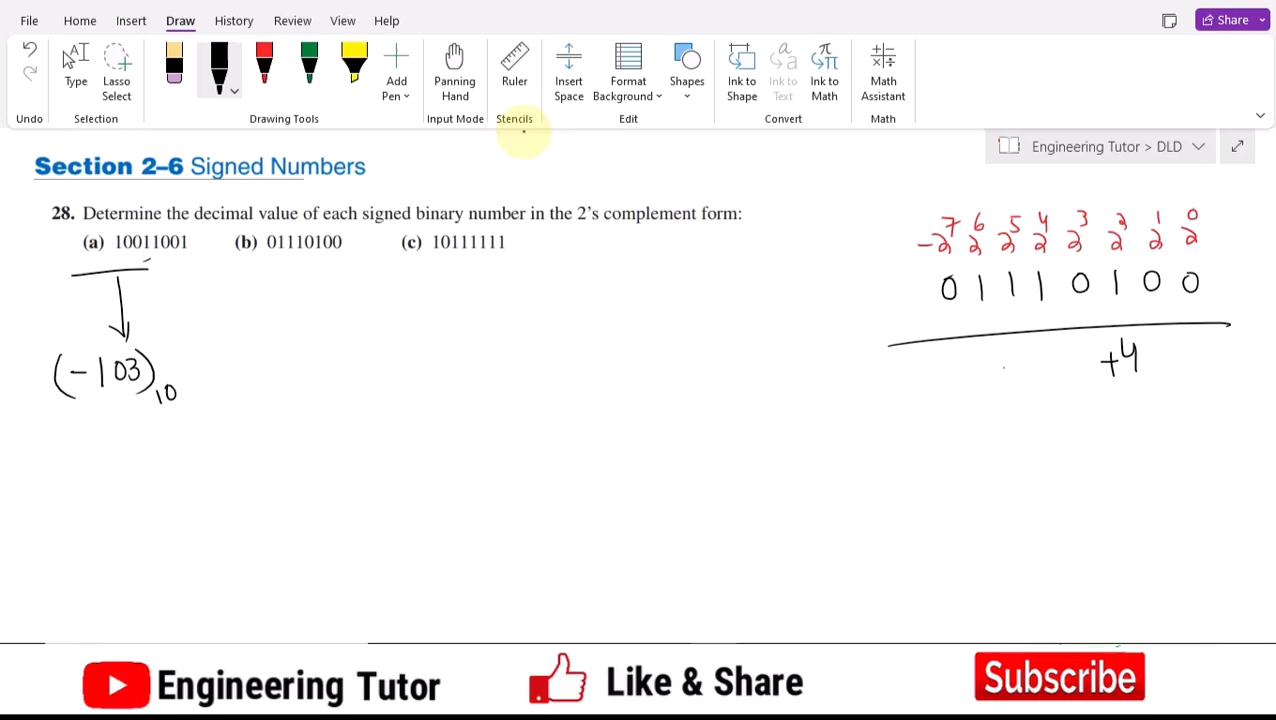 File Home Insert Draw History Review View Help Share
Type Lasso Select Add Pen Panning Hand Ruler Insert Space Format Background Shapes Ink to Shape Ink to Text Ink to Math Math Assistant
Undo Selection Drawing Tools Input Mode Stencils Edit Convert Math
Engineering Tutor > DLD
Section 2–6 Signed Numbers
28. Determine the decimal value of each signed binary number in the 2's complement form:
(a) 10011001 (b) 01110100 (c) 10111111
7 6 5 4 3 2 1 0
-2 2 2 2 2 2 2 2
0 1 1 1 0 1 0 0
+4
(-103)10
Engineering Tutor Like & Share Subscribe